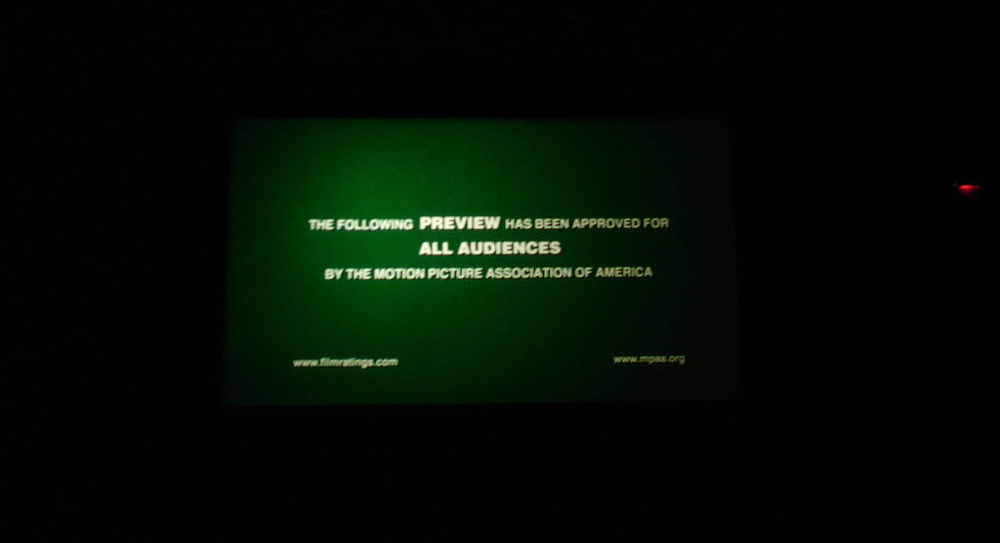 THE FOLLOWING PREVIEW HAS BEEN APPROVED FOR
ALL AUDIENCES
BY THE MOTION PICTURE ASSOCIATION OF AMERICA
www.filmratings.com www.mpaa.org